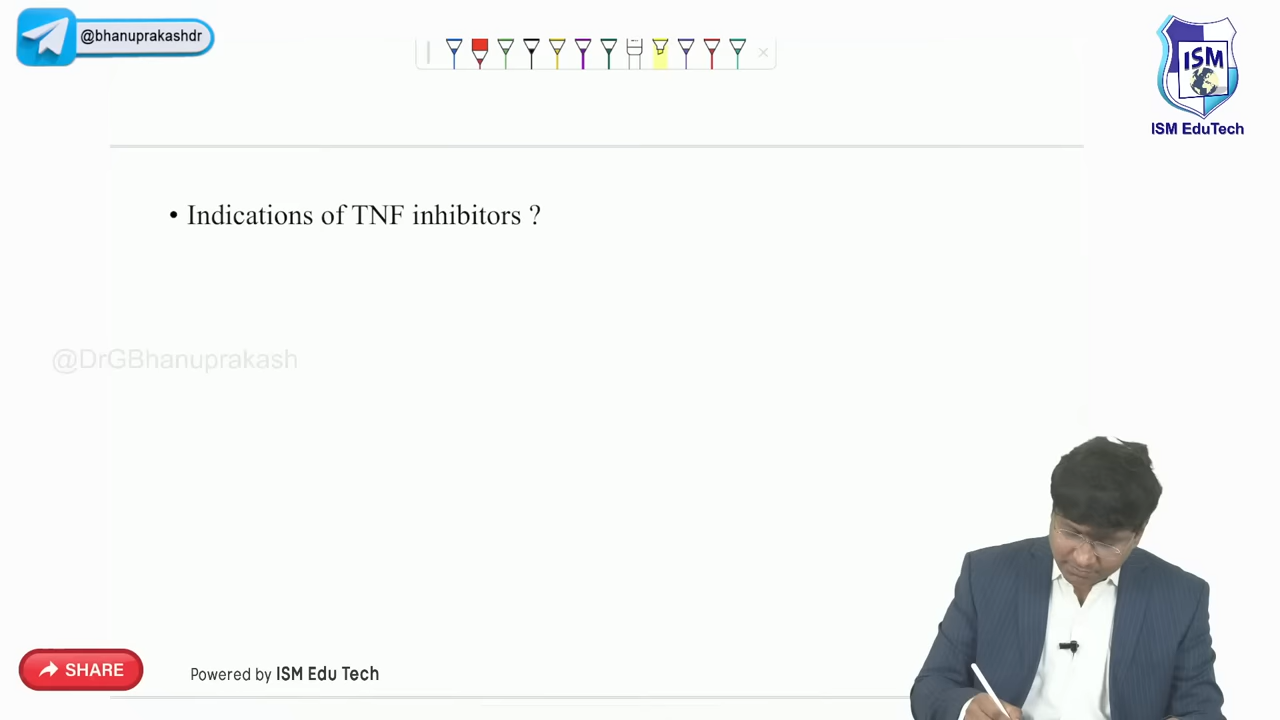 @bhanuprakashdr
ISM
ISM EduTech
• Indications of TNF inhibitors ?
@DrGBhanuprakash
SHARE
Powered by ISM Edu Tech